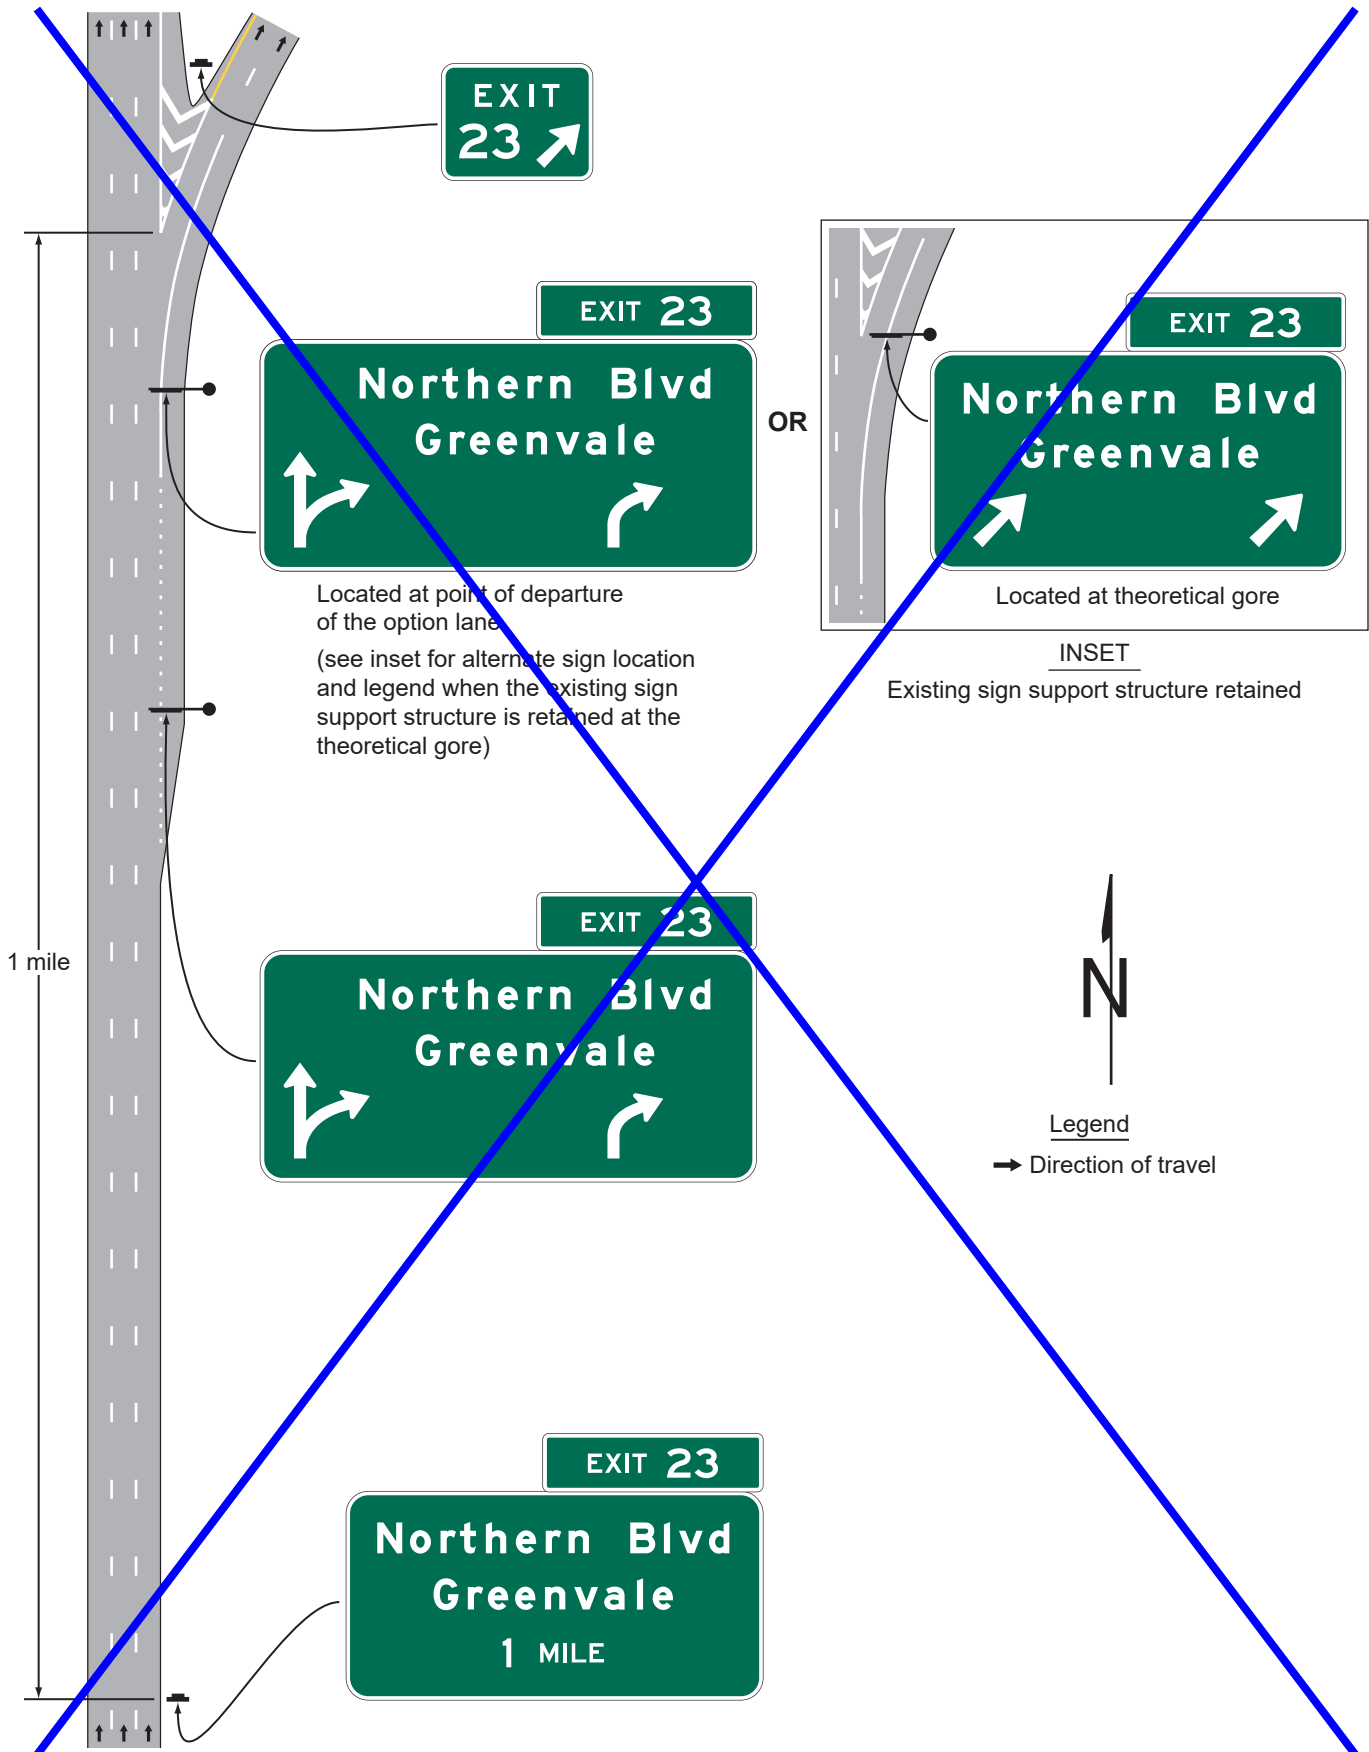 EXIT
23
EXIT 23
Northern Blvd
Greenvale
Located at point of departure
of the option lane
(see inset for alternate sign location
and legend when the existing sign
support structure is retained at the
theoretical gore)
OR
EXIT 23
Northern Blvd
Greenvale
Located at theoretical gore
INSET
Existing sign support structure retained
1 mile
EXIT 23
Northern Blvd
Greenvale
N
Legend
Direction of travel
EXIT 23
Northern Blvd
Greenvale
1 MILE